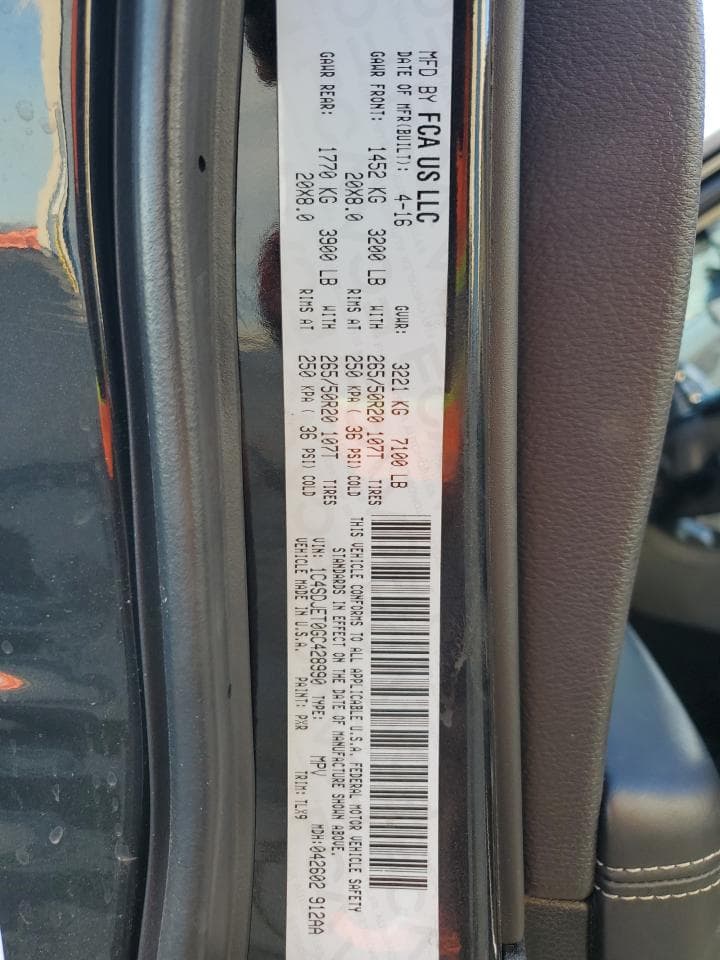 MFD BY FCA US LLC
DATE OF MFR(BUILT): 4-16 GVWR: 3221 KG 7100 LB
GAWR FRONT: 1452 KG 3200 LB WITH 265/50R20 107T TIRES
20X8.0 RIMS AT 250 KPA ( 36 PSI) COLD
GAWR REAR: 1770 KG 3900 LB WITH 265/50R20 107T TIRES
20X8.0 RIMS AT 250 KPA ( 36 PSI) COLD
THIS VEHICLE CONFORMS TO ALL APPLICABLE U.S.A. FEDERAL MOTOR VEHICLE SAFETY
STANDARDS IN EFFECT ON THE DATE OF MANUFACTURE SHOWN ABOVE.
VIN: 1C4SDJET0GC428990 TYPE: MPV MDH:042602 912AA
VEHICLE MADE IN U.S.A. PAINT: PXR TRIM: TLX9